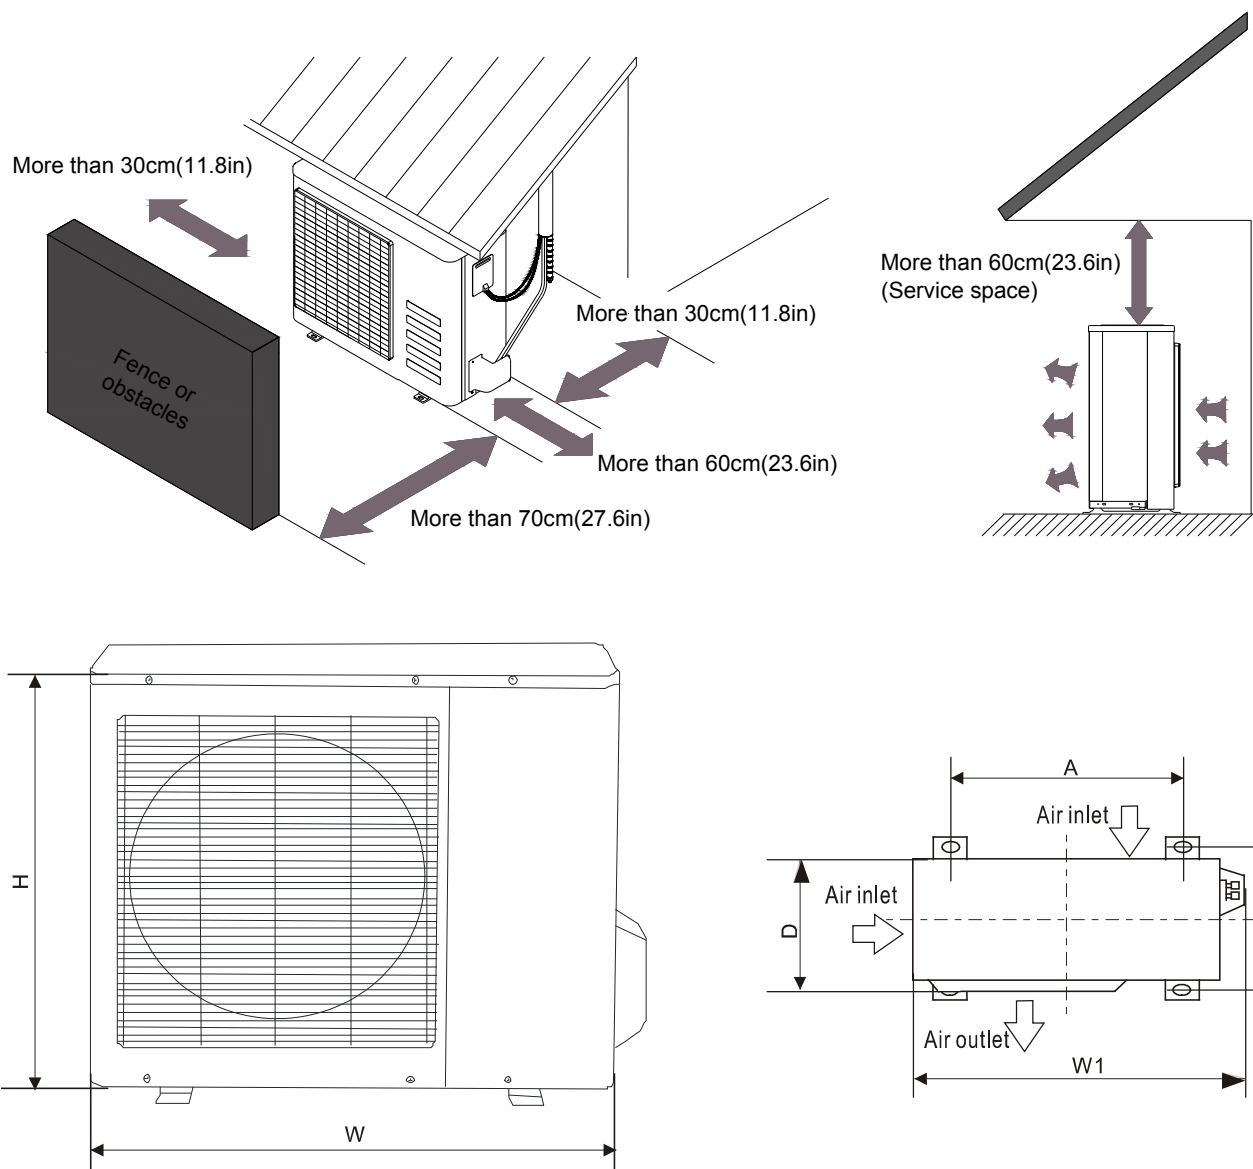 More than 30cm(11.8in)
More than 60cm(23.6in)
(Service space)
More than 30cm(11.8in)
Fence or
obstacles
More than 60cm(23.6in)
More than 70cm(27.6in)
H
W
A
Air inlet
Air inlet
D
Air outlet
W1